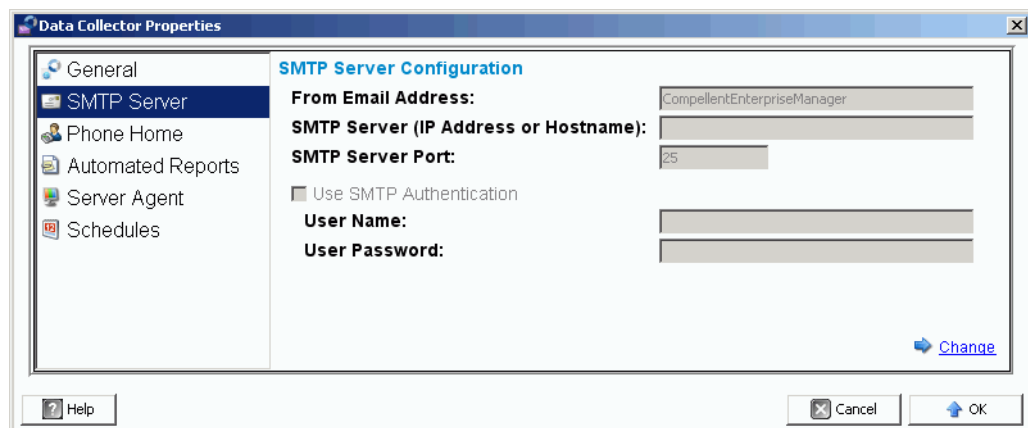 Data Collector Properties
General
SMTP Server
Phone Home
Automated Reports
Server Agent
Schedules
SMTP Server Configuration
From Email Address: CompellentEnterpriseManager
SMTP Server (IP Address or Hostname):
SMTP Server Port: 25
Use SMTP Authentication
User Name:
User Password:
Change
Help
Cancel
OK